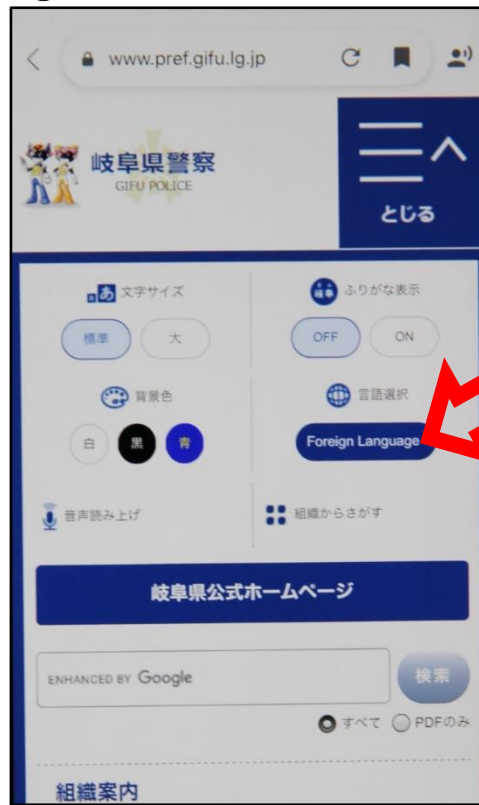 www.pref.gifu.lg.jp
岐阜県警察
GIFU POLICE
とじる
あ あ 文字サイズ
標準 大
岐阜 ふりがな表示
OFF ON
背景色
白 黒 青
言語選択
Foreign Language
音声読み上げ
組織からさがす
岐阜県公式ホームページ
ENHANCED BY Google
検索
すべて PDFのみ
組織案内